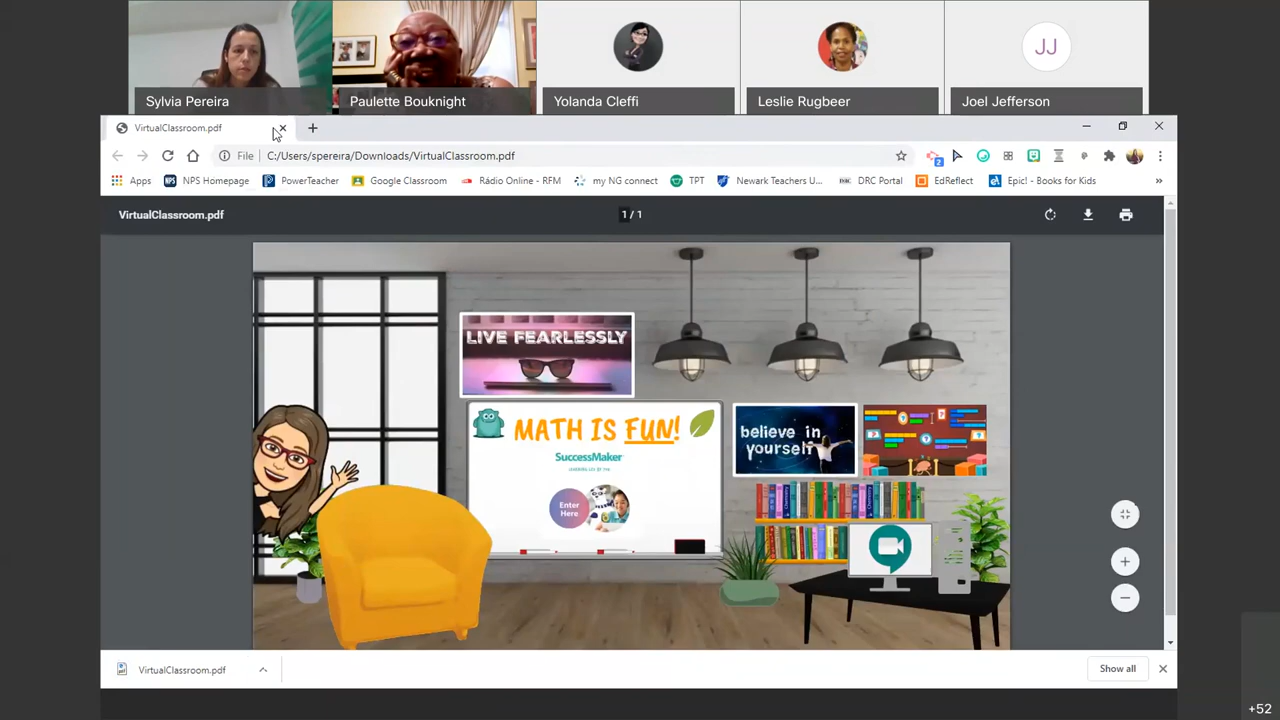 JJ
Sylvia Pereira
Paulette Bouknight
Yolanda Cleffi
Leslie Rugbeer
Joel Jefferson
VirtualClassroom.pdf
File C:/Users/spereira/Downloads/VirtualClassroom.pdf
2
Apps NPS Homepage PowerTeacher Google Classroom Rádio Online - RFM my NG connect TPT Newark Teachers U... DRC Portal EdReflect Epic! - Books for Kids »
VirtualClassroom.pdf 1 / 1
LIVE FEARLESSLY
MATH IS FUN!
SuccessMaker
Enter
Here
believe in
yourself
VirtualClassroom.pdf
Show all
+52